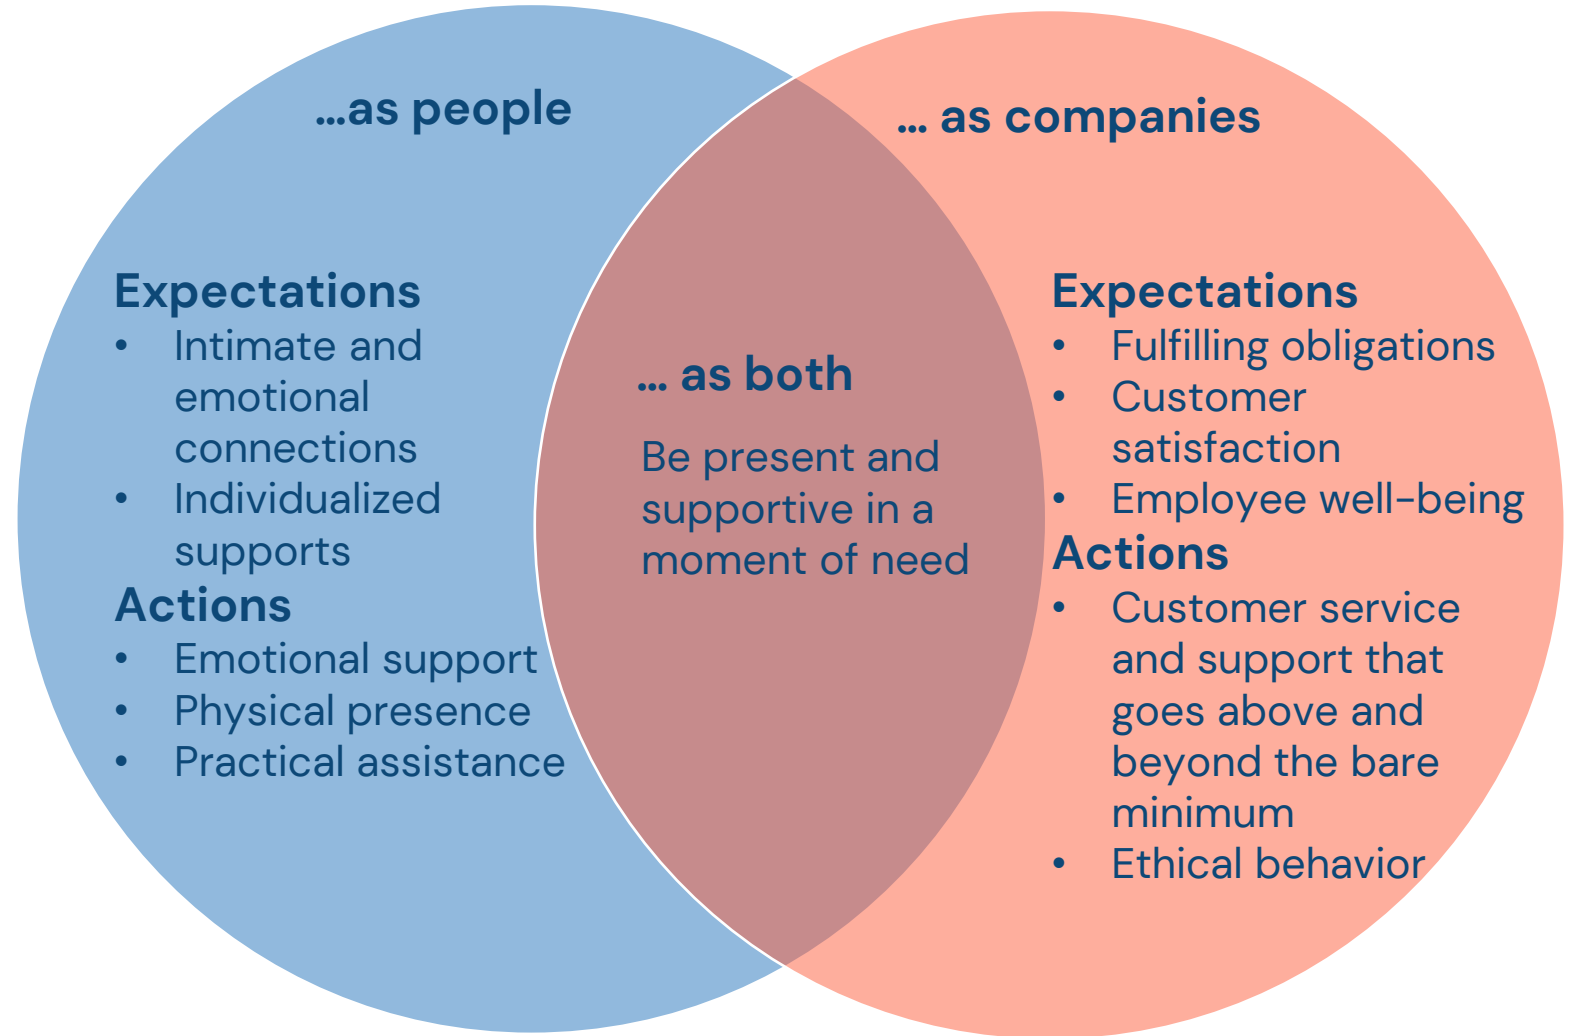 …as people
Expectations
• Intimate and
emotional
connections
• Individualized
supports
Actions
• Emotional support
• Physical presence
• Practical assistance
… as both
Be present and
supportive in a
moment of need
… as companies
Expectations
• Fulfilling obligations
• Customer
satisfaction
• Employee well-being
Actions
• Customer service
and support that
goes above and
beyond the bare
minimum
• Ethical behavior